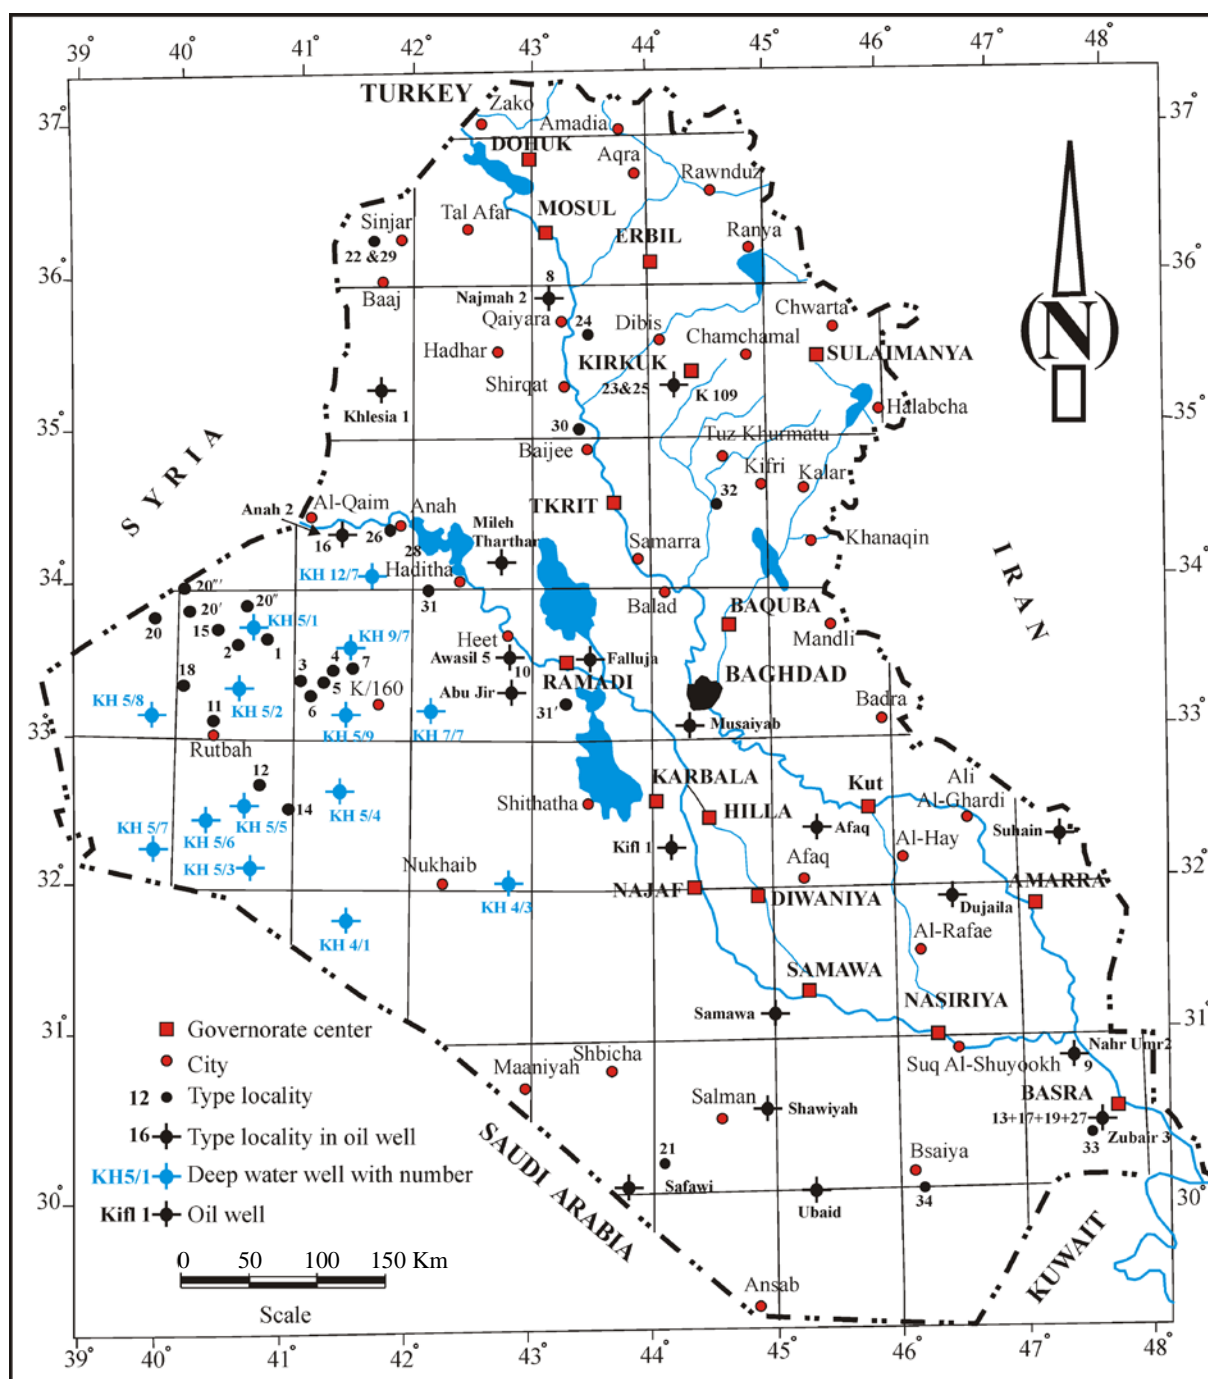 39° 40° 41° 42° 43° 44° 45° 46° 47° 48°
TURKEY
Zako
37°
37°
Amadia
DOHUK
Aqra
Rawnduz
MOSUL
Sinjar
Tal Afar
ERBIL
Ranya
22 &29
36°
36°
8
Baaj
Najmah 2
Chwarta
Qaiyara
24
Dibis
Chamchamal
Hadhar
KIRKUK
SULAIMANYA
Shirqat
23&25
K 109
Khlesia 1
Halabcha
35°
35°
30
Baijee
Tuz Khurmatu
Kifri
Kalar
SYRIA
32
Al-Qaim
Anah
TKRIT
Anah 2
Mileh
Tharthar
16
26
28
Samarra
Khanaqin
IRAN
KH 12/7
Haditha
34°
34°
20"'
31
Balad
20'
20"
BAQUBA
20
15
KH 5/1
Mandli
2
1
KH 9/7
Heet
3
4
7
Awasil 5
10
Falluja
18
5
K/160
RAMADI
BAGHDAD
Abu Jir
KH 5/8
6
31'
Badra
11
KH 5/2
33°
KH 5/9
KH 7/7
Musaiyab
33°
Rutbah
12
KARBALA
Kut
Ali
Al-Ghardi
14
Shithatha
HILLA
KH 5/7
KH 5/5
KH 5/4
Afaq
Suhain
KH 5/6
Kifl 1
Al-Hay
KH 5/3
Nukhaib
Afaq
32°
32°
NAJAF
DIWANIYA
AMARRA
KH 4/3
Dujaila
KH 4/1
Al-Rafae
SAMAWA
NASIRIYA
Samawa
31°
31°
Governorate center
Shbicha
Nahr Umr2
City
Maaniyah
Suq Al-Shuyookh
9
12 Type locality
Salman
Shawiyah
BASRA
13+17+19+27
16 Type locality in oil well
SAUDI ARABIA
33
Zubair 3
21
Bsaiya
KH5/1 Deep water well with number
Safawi
34
30°
30°
Kifl 1 Oil well
Ubaid
KUWAIT
0 50 100 150 Km
Ansab
Scale
39° 40° 41° 42° 43° 44° 45° 46° 47° 48°
(N)